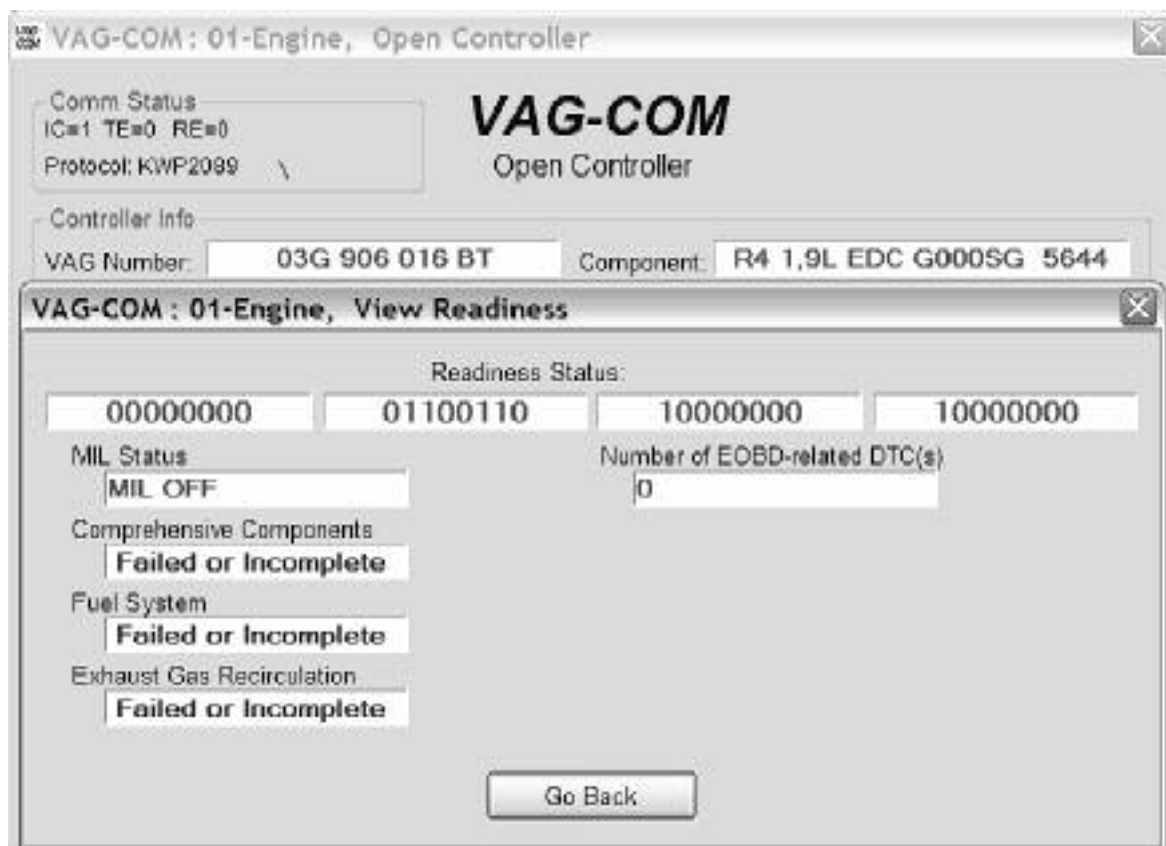 VAG-COM: 01-Engine, Open Controller
Comm Status
IC=1 TE=0 RE=0
Protocol: KWP2089 \
VAG-COM
Open Controller
Controller Info
VAG Number: 03G 906 016 BT Component: R4 1,9L EDC G000SG 5644
VAG-COM: 01-Engine, View Readiness
Readiness Status:
00000000 01100110 10000000 10000000
MIL Status
MIL OFF
Number of EOBD-related DTC(s)
0
Comprehensive Components
Failed or Incomplete
Fuel System
Failed or Incomplete
Exhaust Gas Recirculation
Failed or Incomplete
Go Back